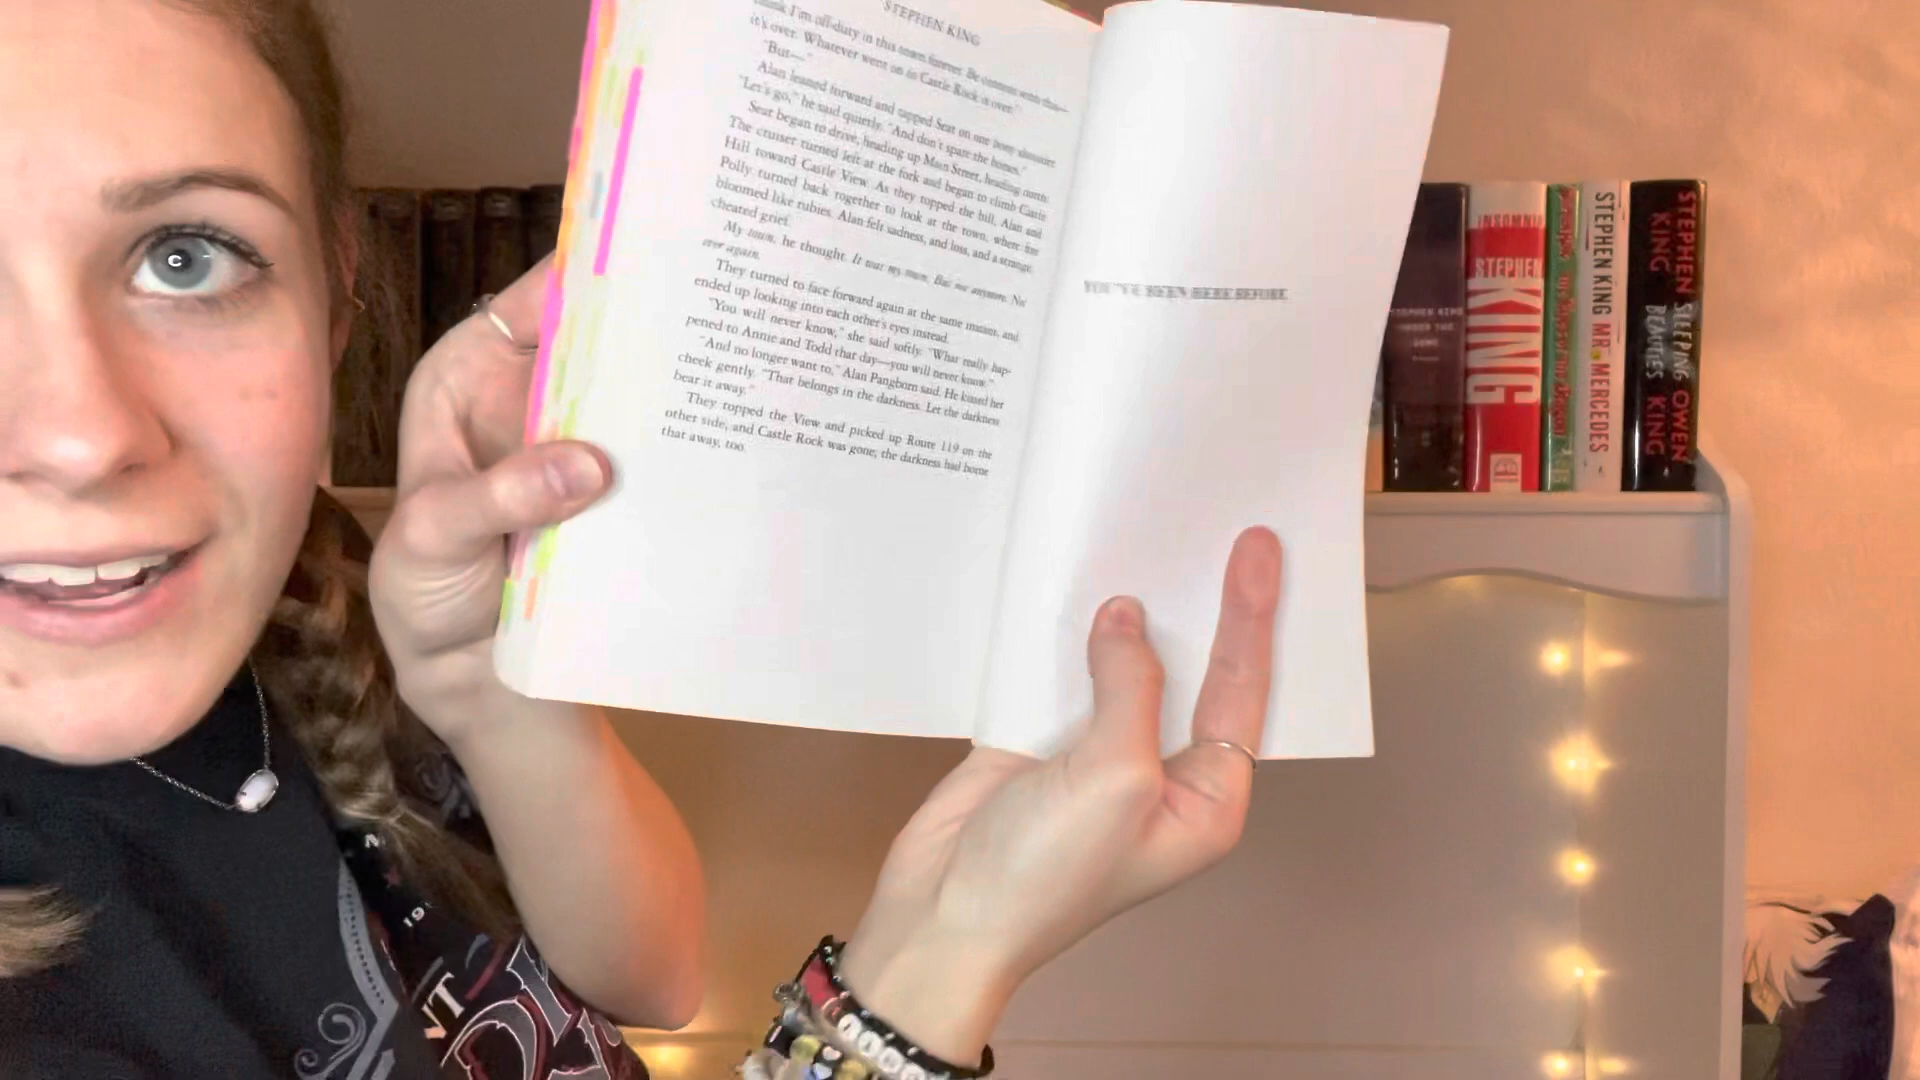 STEPHEN KING
think I'm off-duty in this town forever. Be content with this—
it's over. Whatever went on in Castle Rock is over."
"But—"
Alan leaned forward and tapped Seat on one bony shoulder.
"Let's go," he said quietly. "And don't spare the horses."
Seat began to drive, heading up Main Street, heading north.
The cruiser turned left at the fork and began to climb Castle
Hill toward Castle View. As they topped the hill, Alan and
Polly turned back together to look at the town, where fire
bloomed like rubies. Alan felt sadness, and loss, and a strange,
cheated grief.
My town, he thought. It was my town. But not anymore. Not
ever again.
They turned to face forward again at the same instant, and
ended up looking into each other's eyes instead.
"You will never know," she said softly. "What really hap-
pened to Annie and Todd that day—you will never know."
"And no longer want to," Alan Pangborn said. He kissed her
cheek gently. "That belongs in the darkness. Let the darkness
bear it away."
They topped the View and picked up Route 119 on the
other side, and Castle Rock was gone; the darkness had borne
that away, too.
YOU'VE BEEN HERE BEFORE
STEPHEN KING
UNDER THE
DOME
INSOMNIA
STEPHEN
KING
STEPHEN KING MR. MERCEDES
STEPHEN OWEN
KING
SLEEPING
BEAUTIES
KING
19
NT